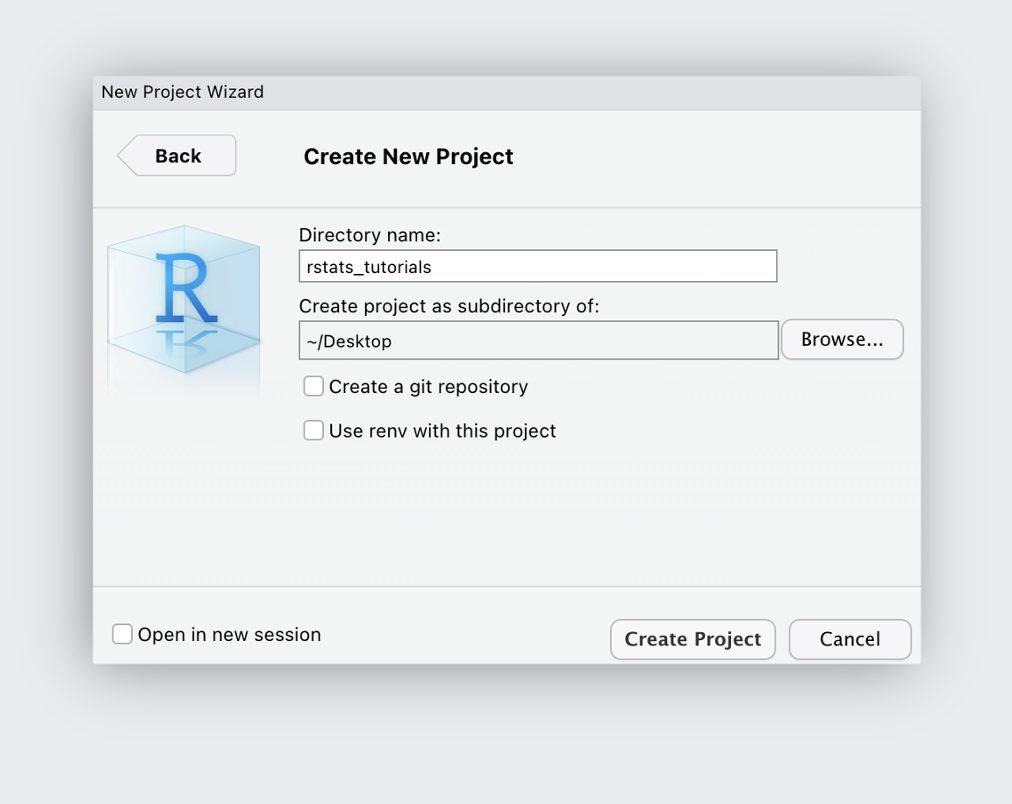 New Project Wizard
Back
Create New Project
R
Directory name:
rstats_tutorials
Create project as subdirectory of:
~/Desktop
Browse...
Create a git repository
Use renv with this project
Open in new session
Create Project
Cancel